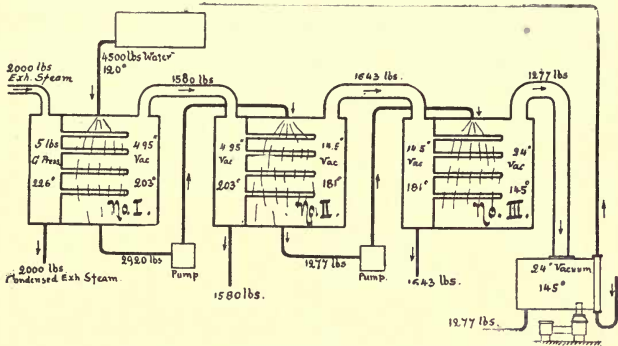 2000 lbs
Exh. Steam
4500 lbs Water
120°
1580 lbs
1643 lbs.
1277 lbs
5 lbs
G Press
226°
4.95"
Vac
203°
No. I.
4.95"
Vac
203°
14.5"
Vac
181°
No. II.
14.5"
Vac
181°
24"
Vac
145°
No. III.
2000 lbs
Condensed Exh Steam.
2920 lbs
Pump
1580 lbs.
1277 lbs
Pump.
1643 lbs.
24" Vacuum
145°
1277 lbs.